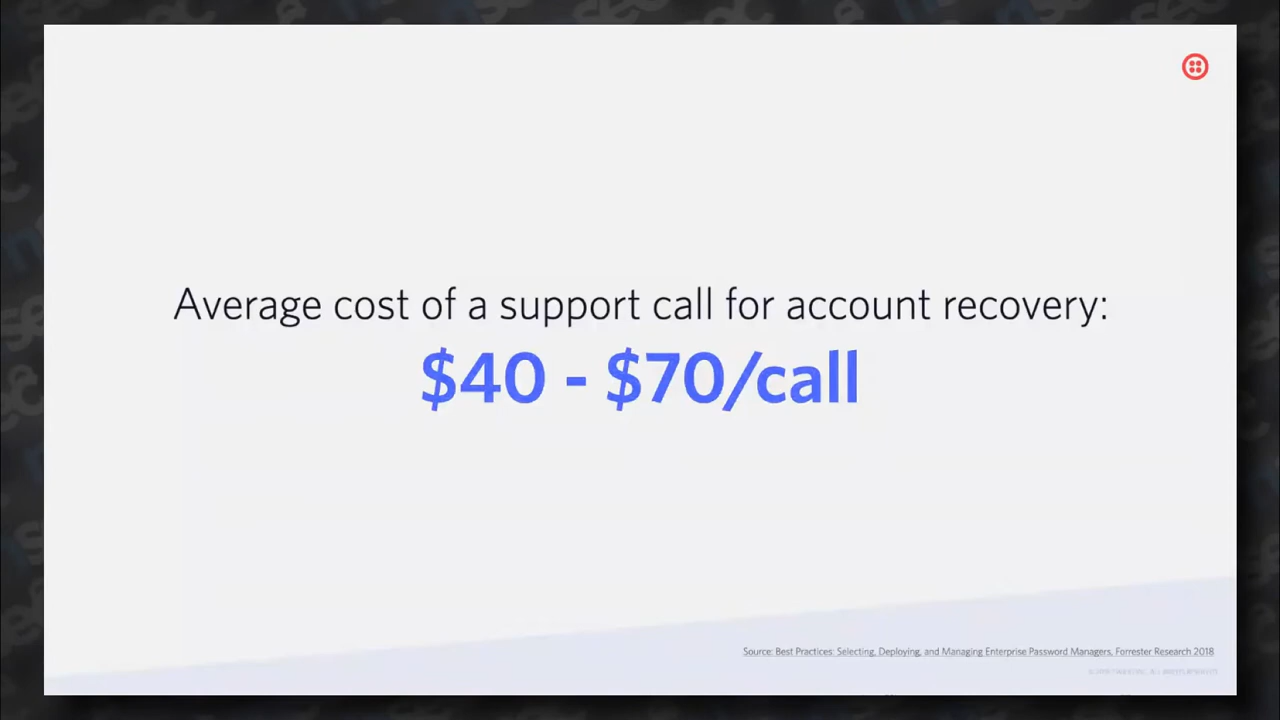 Average cost of a support call for account recovery:
$40 - $70/call
Source: Best Practices: Selecting, Deploying, and Managing Enterprise Password Managers, Forrester Research 2018